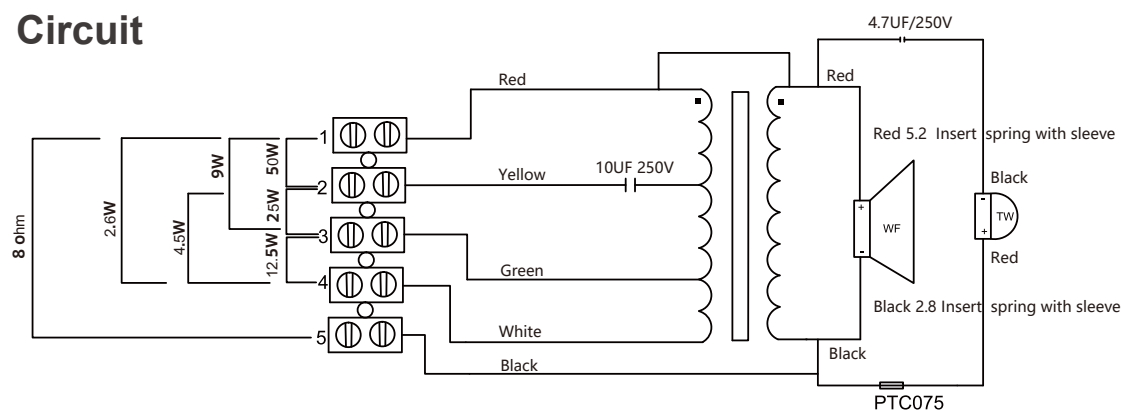 Circuit
4.7UF/250V
Red
Red
Red 5.2 Insert spring with sleeve
1
50W
9W
10UF 250V
Yellow
2
Black
2.6W
4.5W
25W
8 ohm
+
WF
-
-
TW
+
3
12.5W
Red
Green
4
Black 2.8 Insert spring with sleeve
White
5
Black
Black
PTC075